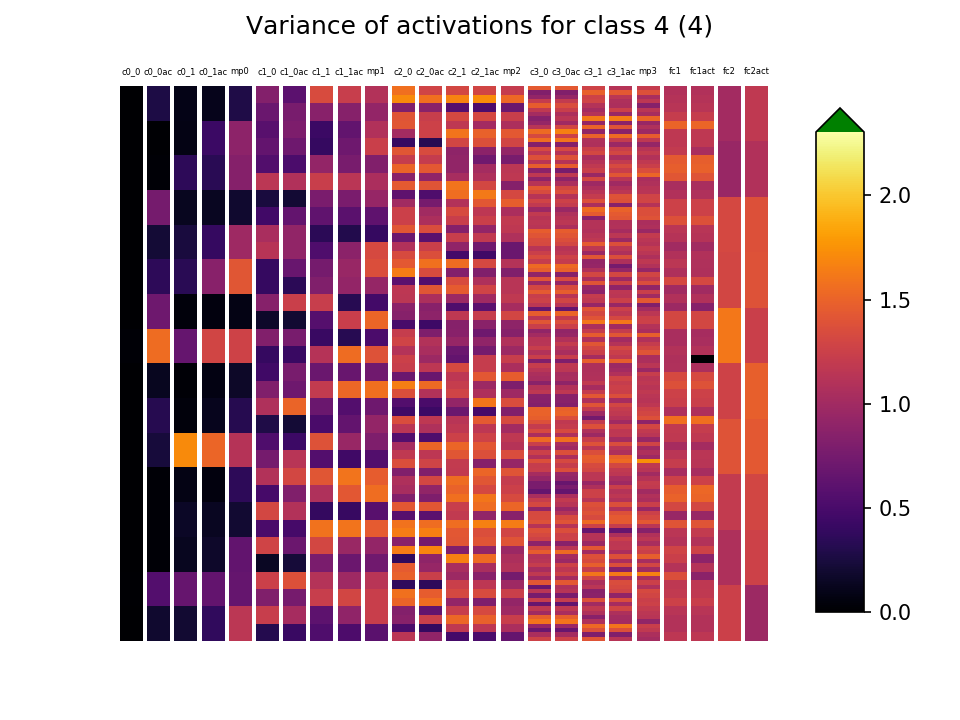 Variance of activations for class 4 (4)
c0_0 c0_0ac c0_1 c0_1ac mp0 c1_0 c1_0ac c1_1 c1_1ac mp1 c2_0 c2_0ac c2_1 c2_1ac mp2 c3_0 c3_0ac c3_1 c3_1ac mp3 fc1 fc1act fc2 fc2act
2.0
1.5
1.0
0.5
0.0